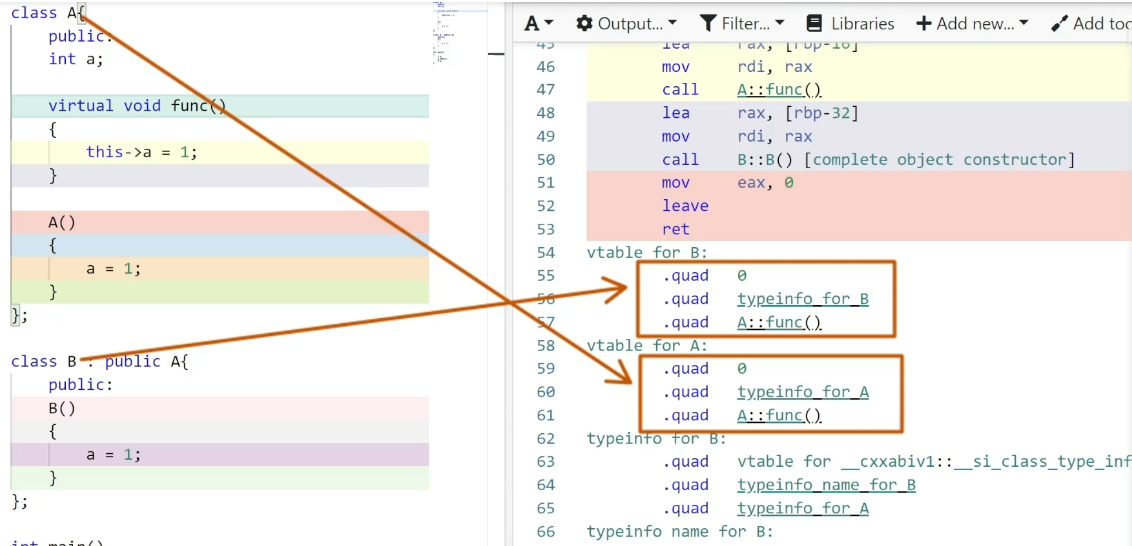 class A{
public:
int a;
virtual void func()
{
this->a = 1;
}
A()
{
a = 1;
}
};
class B : public A{
public:
B()
{
a = 1;
}
};
int main()
A Output... Filter... Libraries Add new... Add
45 lea rax, [rbp-16]
46 mov rdi, rax
47 call A::func()
48 lea rax, [rbp-32]
49 mov rdi, rax
50 call B::B() [complete object constructor]
51 mov eax, 0
52 leave
53 ret
54 vtable for B:
55 .quad 0
56 .quad typeinfo for B
57 .quad A::func()
58 vtable for A:
59 .quad 0
60 .quad typeinfo for A
61 .quad A::func()
62 typeinfo for B:
63 .quad vtable for __cxxabiv1::__si_class_type_inf
64 .quad typeinfo name for B
65 .quad typeinfo for A
66 typeinfo name for B: